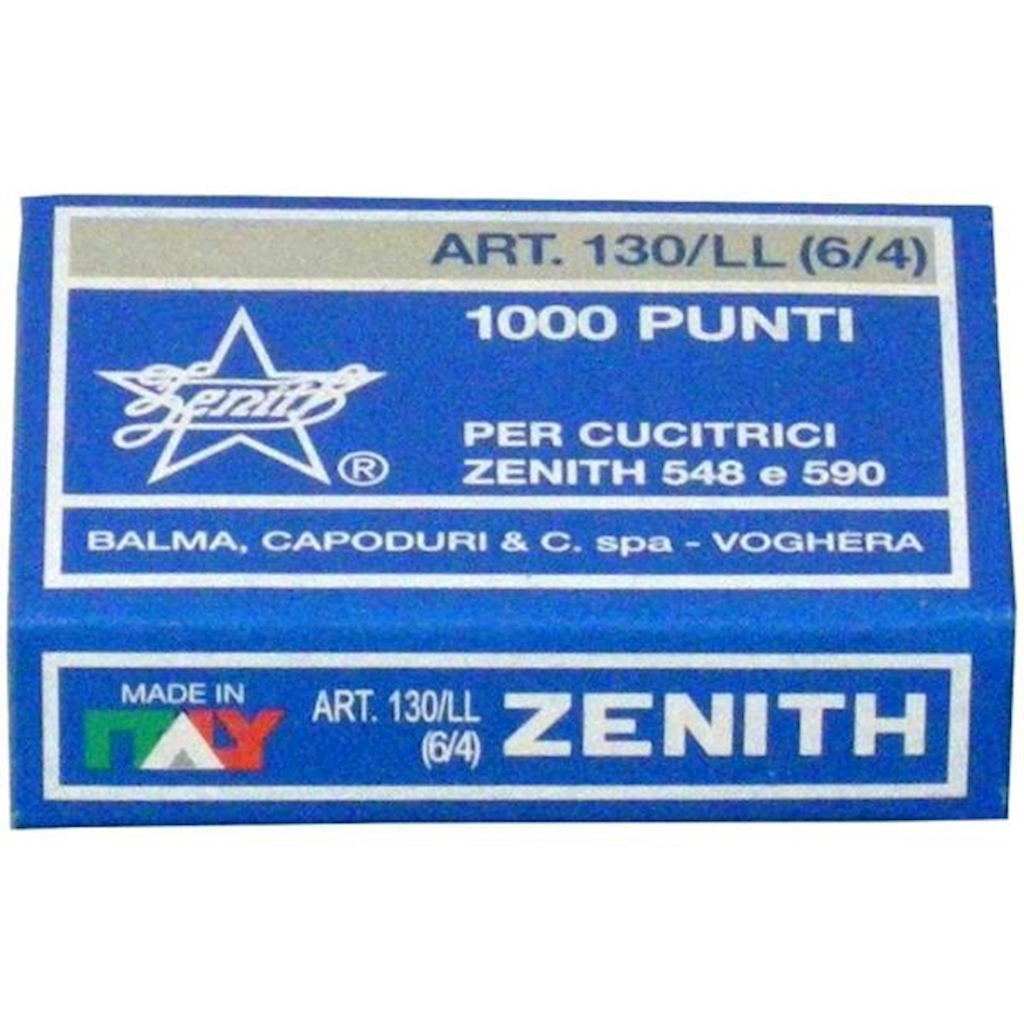 ART. 130/LL (6/4)
1000 PUNTI
Zenith
®
PER CUCITRICI
ZENITH 548 e 590
BALMA, CAPODURI & C. spa - VOGHERA
MADE IN
ITALY
ART. 130/LL
(6/4)
ZENITH